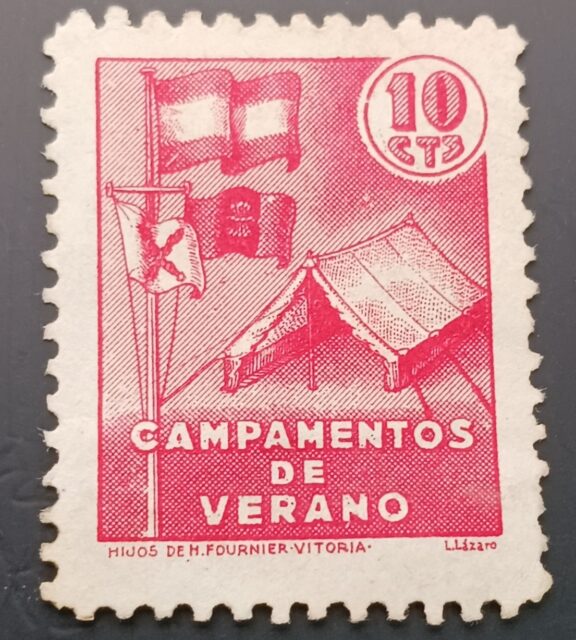 10
CTS
CAMPAMENTOS
DE
VERANO
HIJOS DE H. FOURNIER·VITORIA·
L. Lázaro